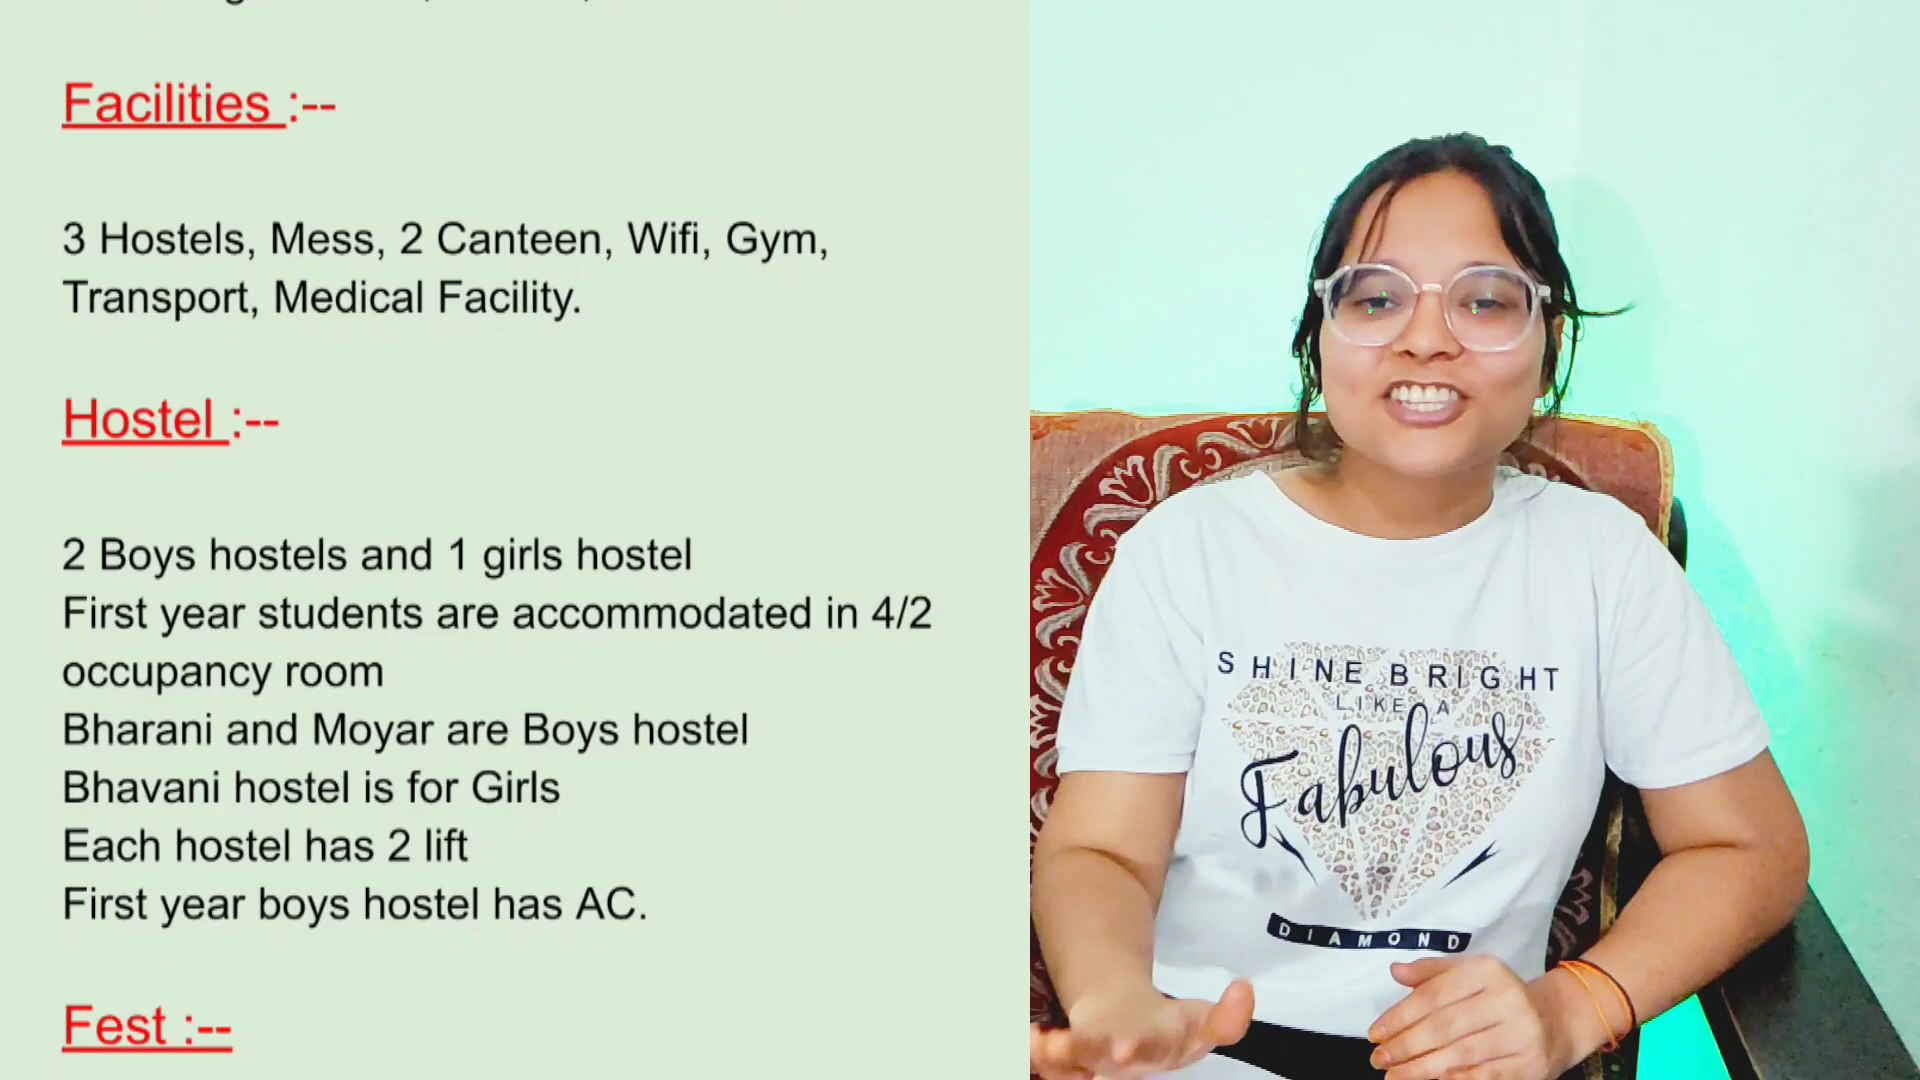 Facilities :--
3 Hostels, Mess, 2 Canteen, Wifi, Gym,
Transport, Medical Facility.
Hostel :--
2 Boys hostels and 1 girls hostel
First year students are accommodated in 4/2
occupancy room
Bharani and Moyar are Boys hostel
Bhavani hostel is for Girls
Each hostel has 2 lift
First year boys hostel has AC.
Fest :--
SHINE BRIGHT
LIKE A
Fabulous
DIAMOND